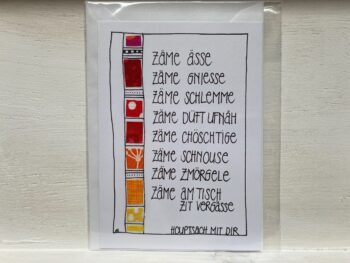 ZÄME ÄSSE
ZÄME GNIESSE
ZÄME SCHLEMME
ZÄME DÜFT UFNÄH
ZÄME CHÖSCHTIGE
ZÄME SCHNOUSE
ZÄME ZMÖRGELE
ZÄME AM TISCH
ZIT VERGÄSSE
HOUPTSACH MIT DIR